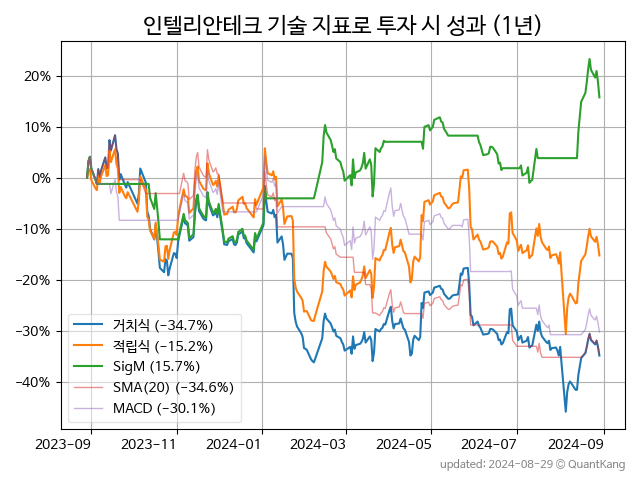 인텔리안테크 기술 지표로 투자 시 성과 (1년)
20%
10%
0%
−10%
−20%
−30%
−40%
거치식 (−34.7%)
적립식 (−15.2%)
SigM (15.7%)
SMA(20) (−34.6%)
MACD (−30.1%)
2023-09
2023-11
2024-01
2024-03
2024-05
2024-07
2024-09
updated: 2024-08-29 © QuantKang